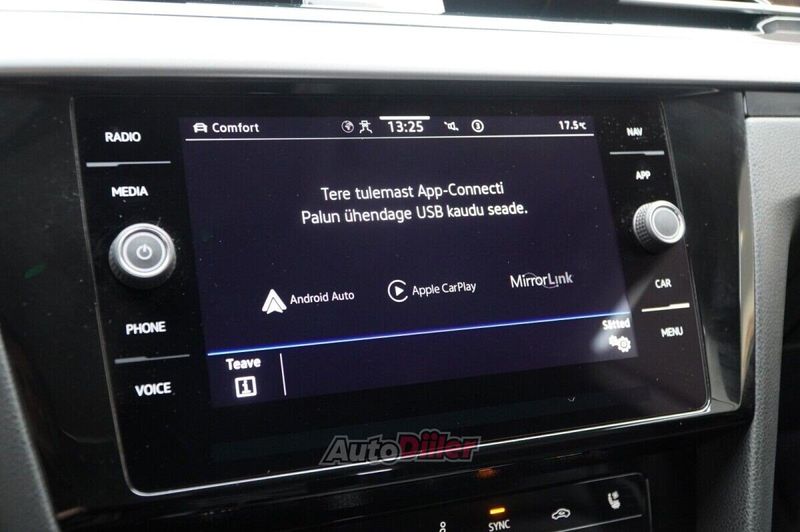 RADIO
MEDIA
PHONE
VOICE
Comfort
13:25
3
17.5°C
Tere tulemast App-Connecti
Palun ühendage USB kaudu seade.
Android Auto
Apple CarPlay
MirrorLink
Teave
Sätted
NAV
APP
CAR
MENU
AutoDiiler
SYNC